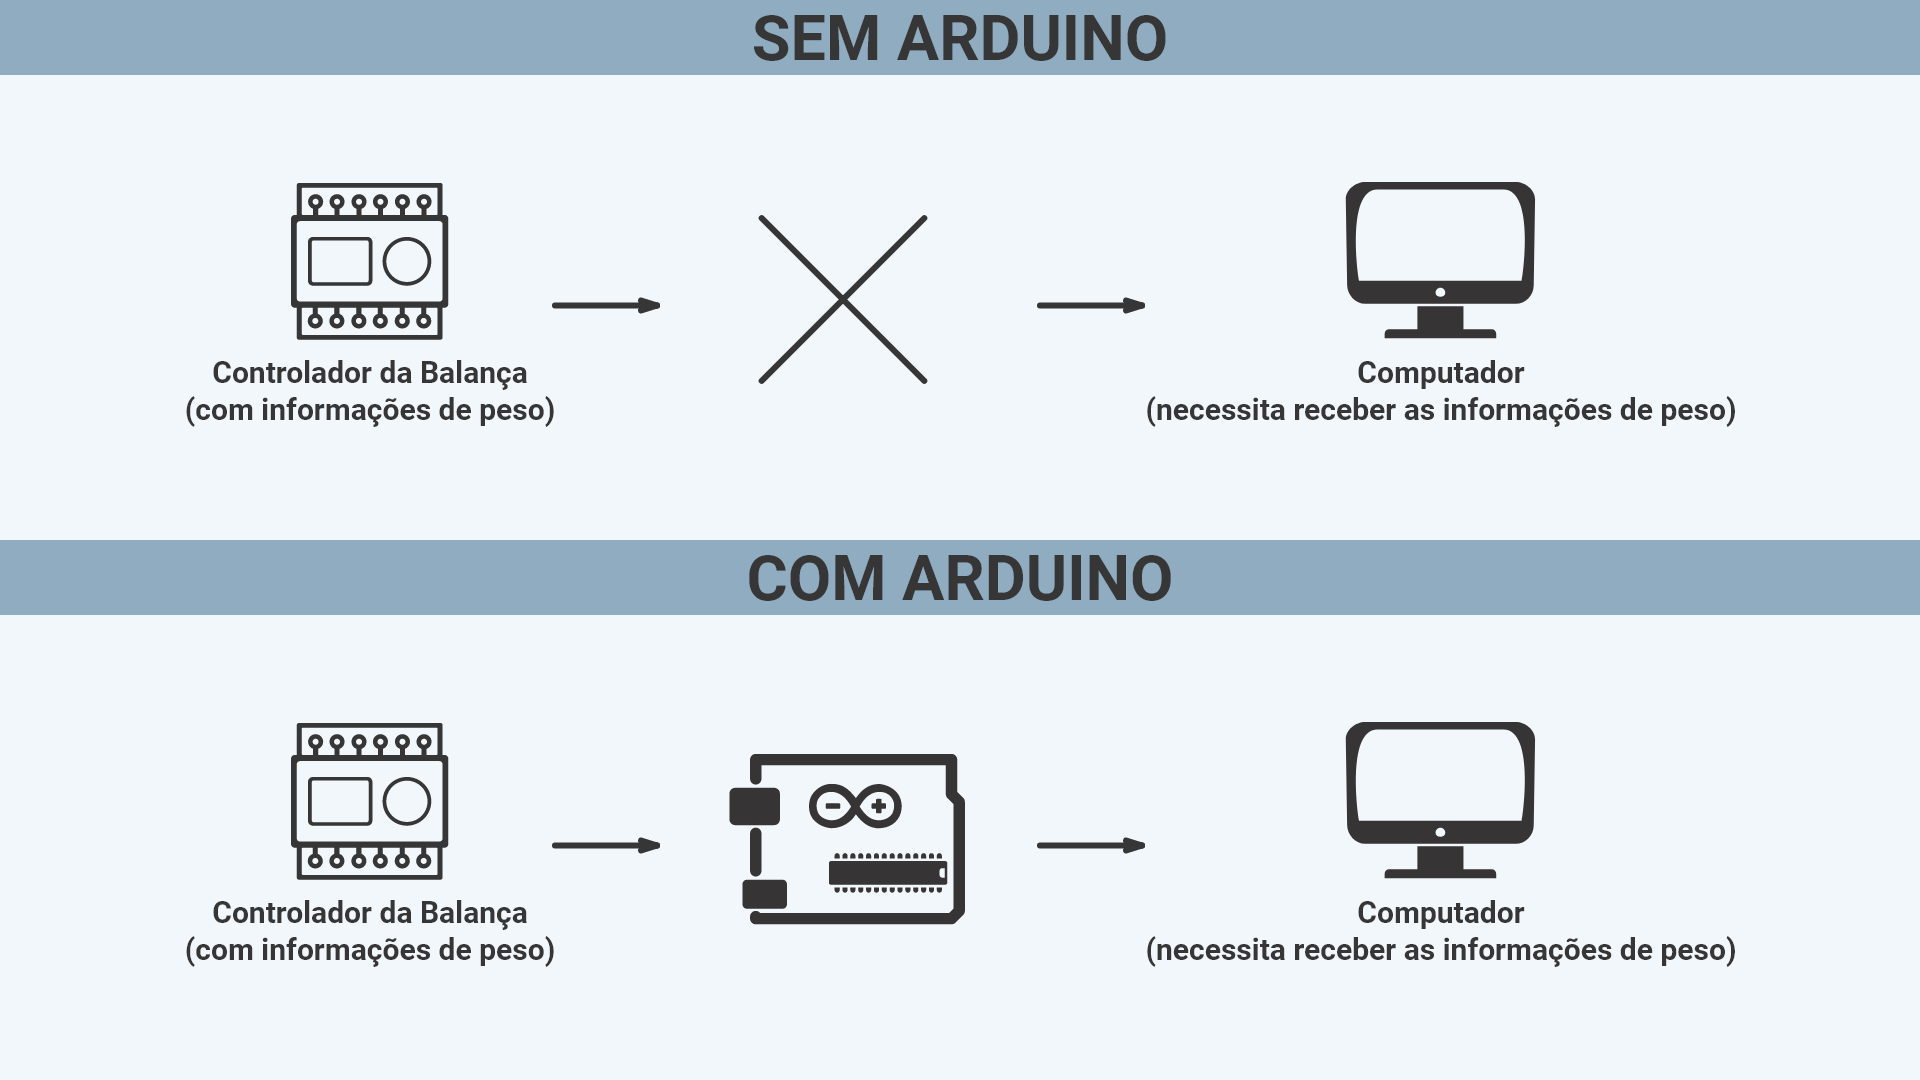 SEM ARDUINO
Controlador da Balança
(com informações de peso)
Computador
(necessita receber as informações de peso)
COM ARDUINO
Controlador da Balança
(com informações de peso)
Computador
(necessita receber as informações de peso)